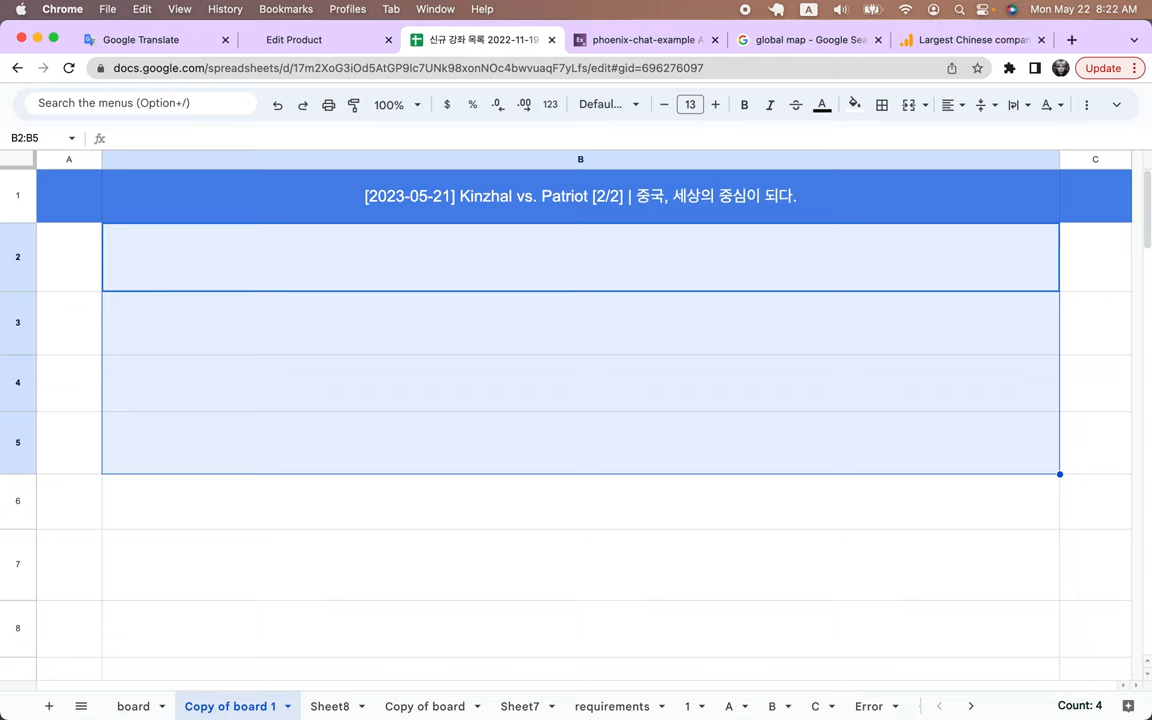 Chrome File Edit View History Bookmarks Profiles Tab Window Help A Mon May 22 8:22 AM
Google Translate Edit Product 신규 강좌 목록 2022-11-19 Ex phoenix-chat-example A global map - Google Sea Largest Chinese compan
docs.google.com/spreadsheets/d/17m2XoG3iOd5AtGP9lc7UNk98xonNOc4bwvuaqF7yLfs/edit#gid=696276097 Update
Search the menus (Option+/) 100% $ % .0 .00 123 Defaul... 13 B I S A
B2:B5 fx
A B C
1 [2023-05-21] Kinzhal vs. Patriot [2/2] | 중국, 세상의 중심이 되다.
2
3
4
5
6
7
8
board Copy of board 1 Sheet8 Copy of board Sheet7 requirements 1 A B C Error Count: 4